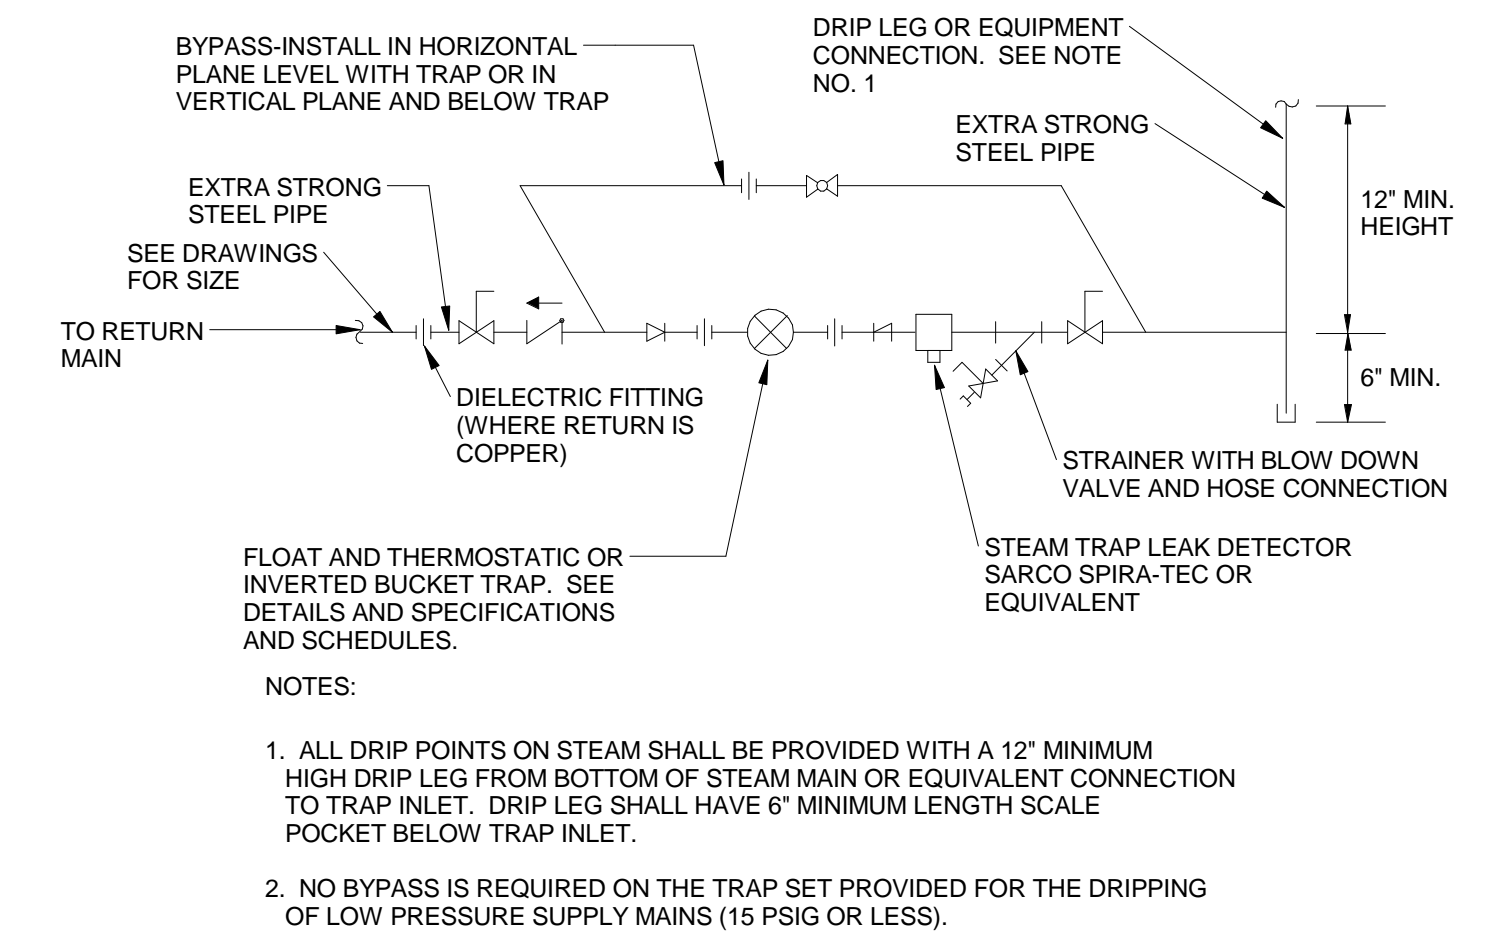 BYPASS-INSTALL IN HORIZONTAL
PLANE LEVEL WITH TRAP OR IN
VERTICAL PLANE AND BELOW TRAP
DRIP LEG OR EQUIPMENT
CONNECTION. SEE NOTE
NO. 1
EXTRA STRONG
STEEL PIPE
12" MIN.
HEIGHT
EXTRA STRONG
STEEL PIPE
SEE DRAWINGS
FOR SIZE
TO RETURN
MAIN
6" MIN.
DIELECTRIC FITTING
(WHERE RETURN IS
COPPER)
STRAINER WITH BLOW DOWN
VALVE AND HOSE CONNECTION
FLOAT AND THERMOSTATIC OR
INVERTED BUCKET TRAP. SEE
DETAILS AND SPECIFICATIONS
AND SCHEDULES.
STEAM TRAP LEAK DETECTOR
SARCO SPIRA-TEC OR
EQUIVALENT
NOTES:
1. ALL DRIP POINTS ON STEAM SHALL BE PROVIDED WITH A 12" MINIMUM
HIGH DRIP LEG FROM BOTTOM OF STEAM MAIN OR EQUIVALENT CONNECTION
TO TRAP INLET. DRIP LEG SHALL HAVE 6" MINIMUM LENGTH SCALE
POCKET BELOW TRAP INLET.
2. NO BYPASS IS REQUIRED ON THE TRAP SET PROVIDED FOR THE DRIPPING
OF LOW PRESSURE SUPPLY MAINS (15 PSIG OR LESS).